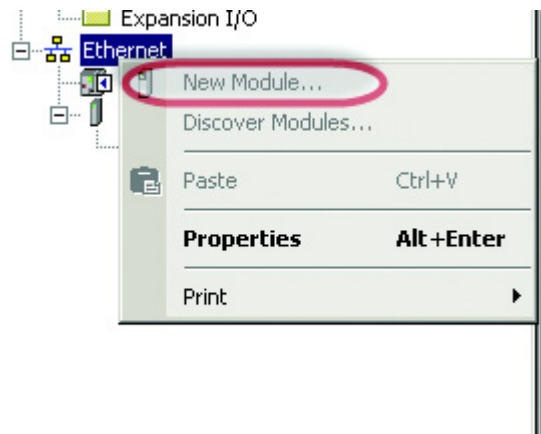 Expansion I/O
Ethernet
New Module...
Discover Modules...
Paste Ctrl+V
Properties Alt+Enter
Print